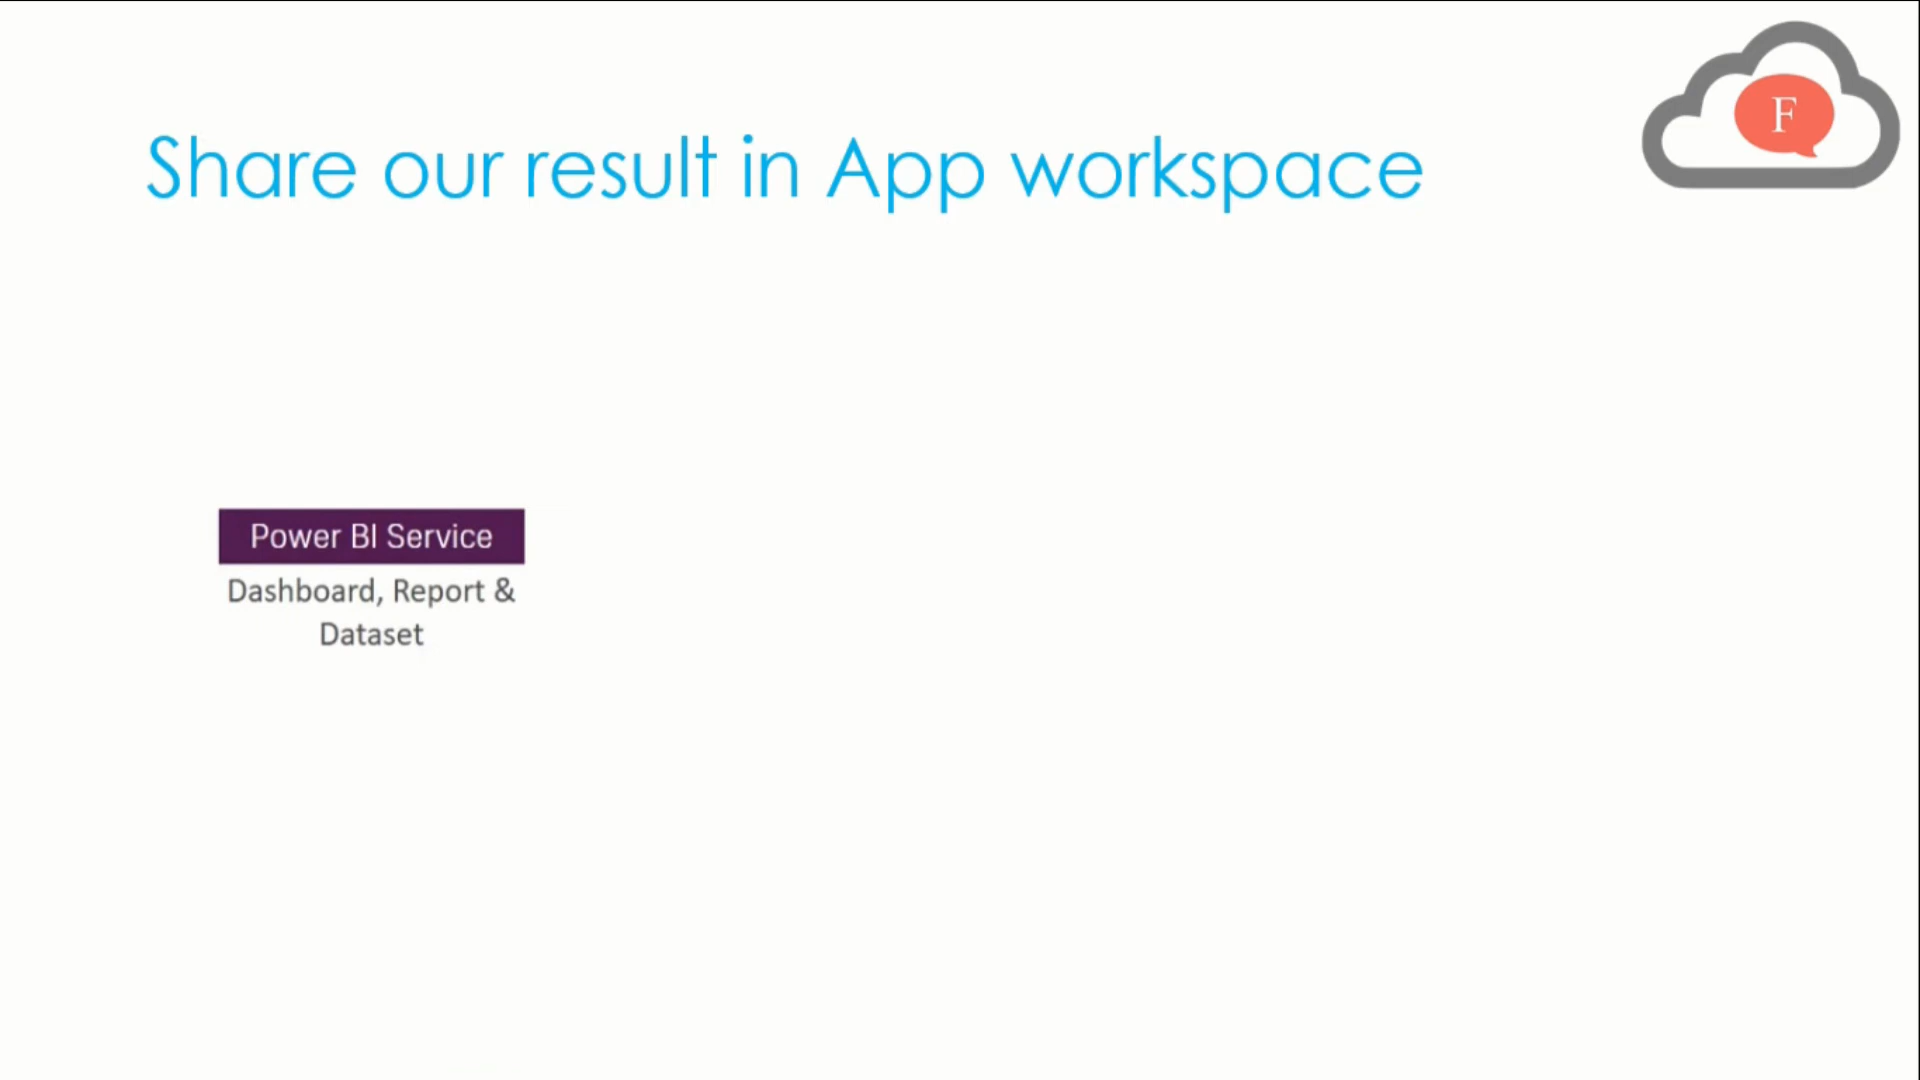 Share our result in App workspace
F
Power BI Service
Dashboard, Report &
Dataset